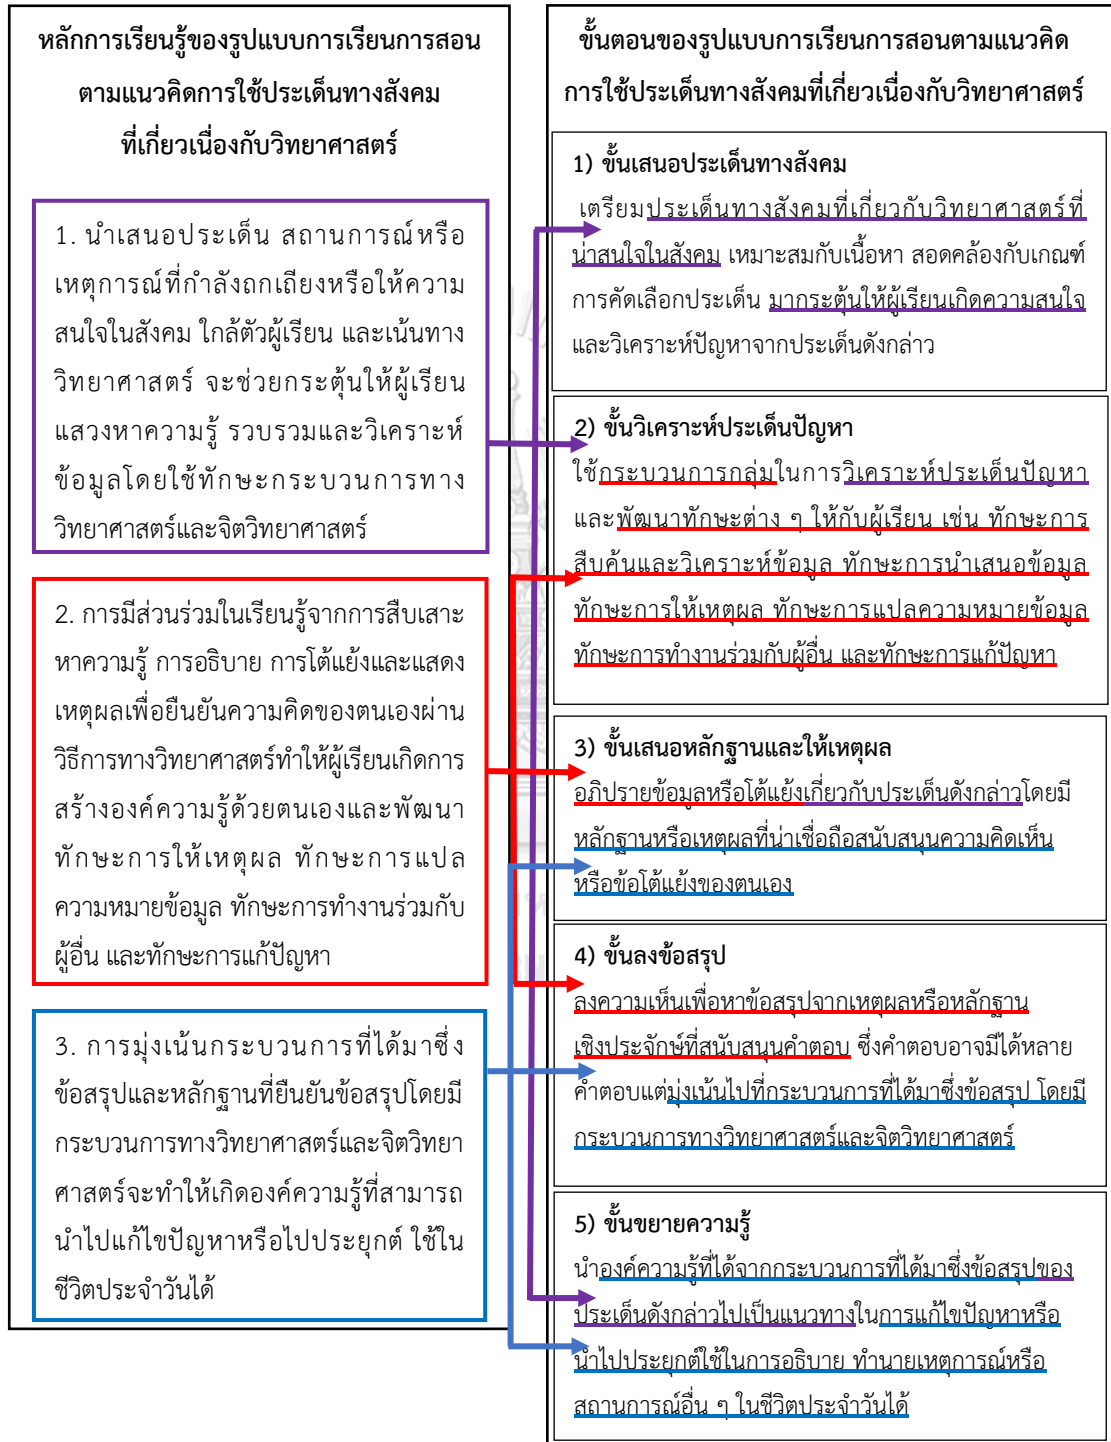 หลักการเรียนรู้ของรูปแบบการเรียนการสอน
ตามแนวคิดการใช้ประเด็นทางสังคม
ที่เกี่ยวเนื่องกับวิทยาศาสตร์
1. นำเสนอประเด็น สถานการณ์หรือ
เหตุการณ์ที่กำลังถกเถียงหรือให้ความ
สนใจในสังคม ใกล้ตัวผู้เรียน และเน้นทาง
วิทยาศาสตร์ จะช่วยกระตุ้นให้ผู้เรียน
แสวงหาความรู้ รวบรวมและวิเคราะห์
ข้อมูลโดยใช้ทักษะกระบวนการทาง
วิทยาศาสตร์และจิตวิทยาศาสตร์
2. การมีส่วนร่วมในเรียนรู้จากการสืบเสาะ
หาความรู้ การอธิบาย การโต้แย้งและแสดง
เหตุผลเพื่อยืนยันความคิดของตนเองผ่าน
วิธีการทางวิทยาศาสตร์ทำให้ผู้เรียนเกิดการ
สร้างองค์ความรู้ด้วยตนเองและพัฒนา
ทักษะการให้เหตุผล ทักษะการแปล
ความหมายข้อมูล ทักษะการทำงานร่วมกับ
ผู้อื่น และทักษะการแก้ปัญหา
3. การมุ่งเน้นกระบวนการที่ได้มาซึ่ง
ข้อสรุปและหลักฐานที่ยืนยันข้อสรุปโดยมี
กระบวนการทางวิทยาศาสตร์และจิตวิทยา
ศาสตร์จะทำให้เกิดองค์ความรู้ที่สามารถ
นำไปแก้ไขปัญหาหรือไปประยุกต์ ใช้ใน
ชีวิตประจำวันได้
ขั้นตอนของรูปแบบการเรียนการสอนตามแนวคิด
การใช้ประเด็นทางสังคมที่เกี่ยวเนื่องกับวิทยาศาสตร์
1) ขั้นเสนอประเด็นทางสังคม
เตรียมประเด็นทางสังคมที่เกี่ยวกับวิทยาศาสตร์ที่
น่าสนใจในสังคม เหมาะสมกับเนื้อหา สอดคล้องกับเกณฑ์
การคัดเลือกประเด็น มากระตุ้นให้ผู้เรียนเกิดความสนใจ
และวิเคราะห์ปัญหาจากประเด็นดังกล่าว
2) ขั้นวิเคราะห์ประเด็นปัญหา
ใช้กระบวนการกลุ่มในการวิเคราะห์ประเด็นปัญหา
และพัฒนาทักษะต่าง ๆ ให้กับผู้เรียน เช่น ทักษะการ
สืบค้นและวิเคราะห์ข้อมูล ทักษะการนำเสนอข้อมูล
ทักษะการให้เหตุผล ทักษะการแปลความหมายข้อมูล
ทักษะการทำงานร่วมกับผู้อื่น และทักษะการแก้ปัญหา
3) ขั้นเสนอหลักฐานและให้เหตุผล
อภิปรายข้อมูลหรือโต้แย้งเกี่ยวกับประเด็นดังกล่าวโดยมี
หลักฐานหรือเหตุผลที่น่าเชื่อถือสนับสนุนความคิดเห็น
หรือข้อโต้แย้งของตนเอง
4) ขั้นลงข้อสรุป
ลงความเห็นเพื่อหาข้อสรุปจากเหตุผลหรือหลักฐาน
เชิงประจักษ์ที่สนับสนุนคำตอบ ซึ่งคำตอบอาจมีได้หลาย
คำตอบแต่มุ่งเน้นไปที่กระบวนการที่ได้มาซึ่งข้อสรุป โดยมี
กระบวนการทางวิทยาศาสตร์และจิตวิทยาศาสตร์
5) ขั้นขยายความรู้
นำองค์ความรู้ที่ได้จากกระบวนการที่ได้มาซึ่งข้อสรุปของ
ประเด็นดังกล่าวไปเป็นแนวทางในการแก้ไขปัญหาหรือ
นำไปประยุกต์ใช้ในการอธิบาย ทำนายเหตุการณ์หรือ
สถานการณ์อื่น ๆ ในชีวิตประจำวันได้